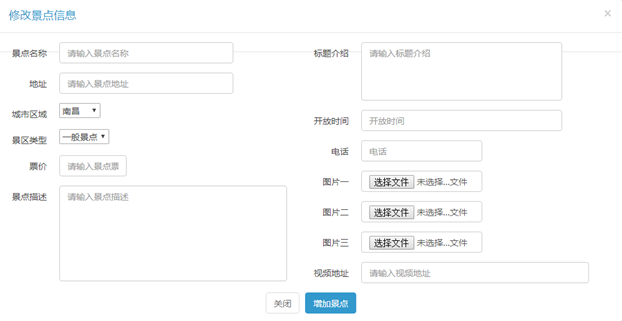 修改景点信息 ×
景点名称 请输入景点名称
地址 请输入景点地址
城市区域 南昌
景区类型 一般景点
票价 请输入景点票
景点描述 请输入景点描述
标题介绍 请输入标题介绍
开放时间 开放时间
电话 电话
图片一 选择文件 未选择...文件
图片二 选择文件 未选择...文件
图片三 选择文件 未选择...文件
视频地址 请输入视频地址
关闭 增加景点